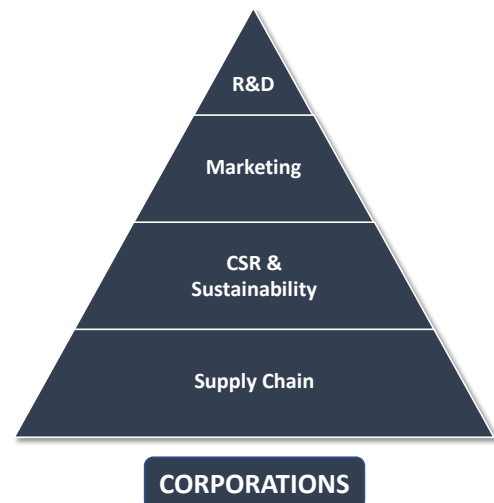 R&D
Marketing
CSR &
Sustainability
Supply Chain
CORPORATIONS